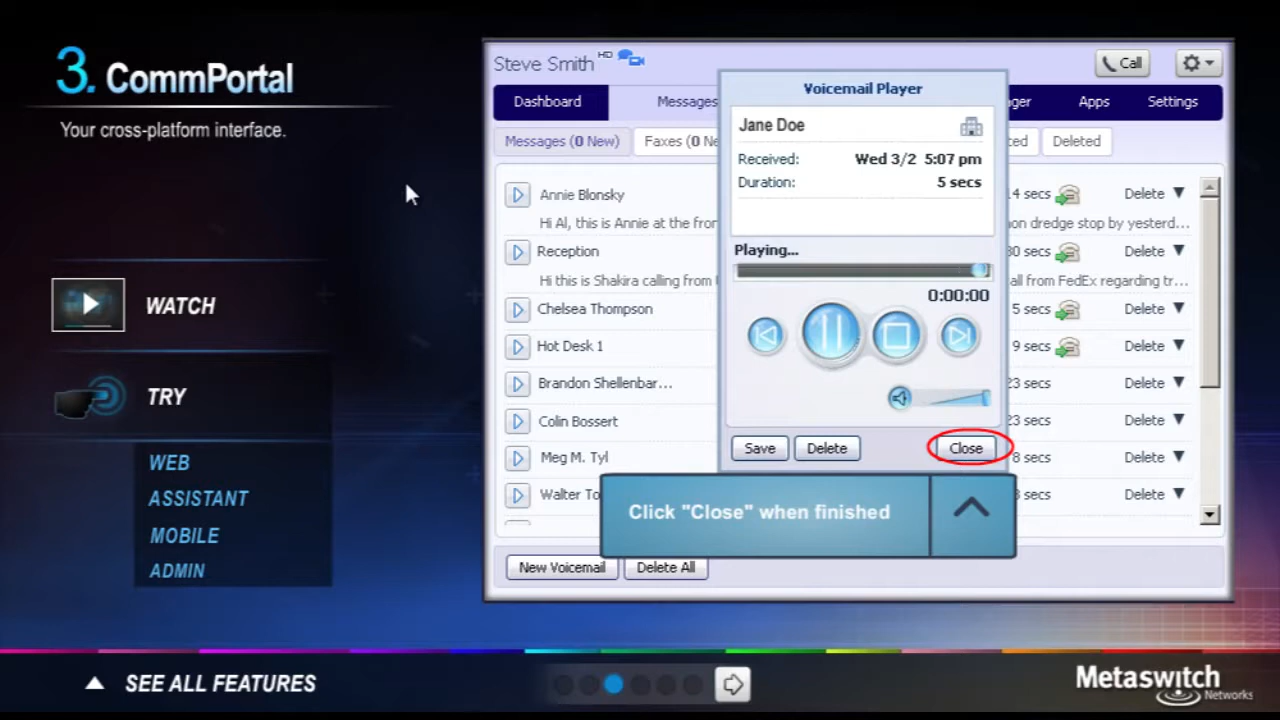 3. CommPortal
Your cross-platform interface.
WATCH
TRY
WEB
ASSISTANT
MOBILE
ADMIN
Steve Smith HD
Call
Dashboard Messages Apps Settings
Messages (0 New) Faxes (0 Deleted
Annie Blonsky 14 secs Delete
Hi Al, this is Annie at the dredge stop by yesterd...
Reception 30 secs Delete
Hi this is Shakira calling from all from FedEx regarding tr...
Chelsea Thompson 5 secs Delete
Hot Desk 1 9 secs Delete
Brandon Shellenbar... 23 secs Delete
Colin Bossert 23 secs Delete
Meg M. Tyl 8 secs Delete
Walter secs Delete
New Voicemail Delete All
Voicemail Player
Jane Doe
Received: Wed 3/2 5:07 pm
Duration: 5 secs
Playing...
0:00:00
Save Delete Close
Click "Close" when finished
SEE ALL FEATURES
Metaswitch
Networks